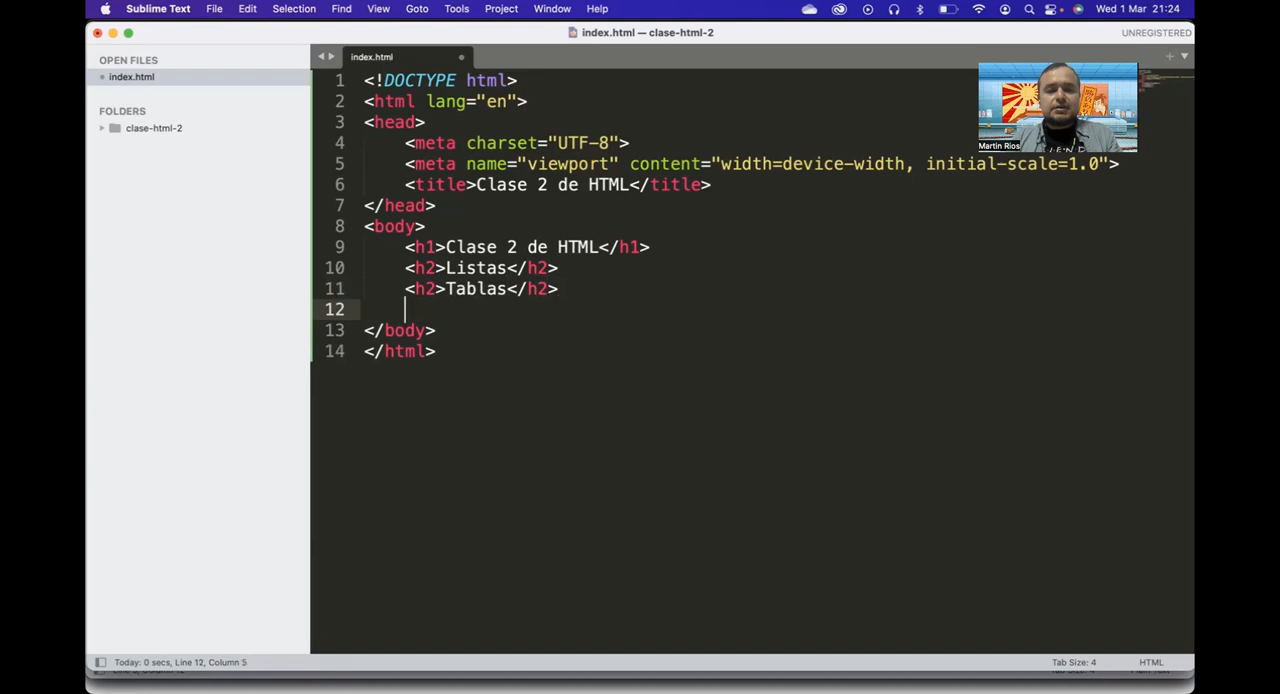 Sublime Text File Edit Selection Find View Goto Tools Project Window Help Wed 1 Mar 21:24
index.html — clase-html-2 UNREGISTERED
OPEN FILES
index.html
FOLDERS
clase-html-2
index.html
1 <!DOCTYPE html>
2 <html lang="en">
3 <head>
4 <meta charset="UTF-8">
5 <meta name="viewport" content="width=device-width, initial-scale=1.0">
6 <title>Clase 2 de HTML</title>
7 </head>
8 <body>
9 <h1>Clase 2 de HTML</h1>
10 <h2>Listas</h2>
11 <h2>Tablas</h2>
12
13 </body>
14 </html>
Martin Rios
Today: 0 secs, Line 12, Column 5 Tab Size: 4 HTML